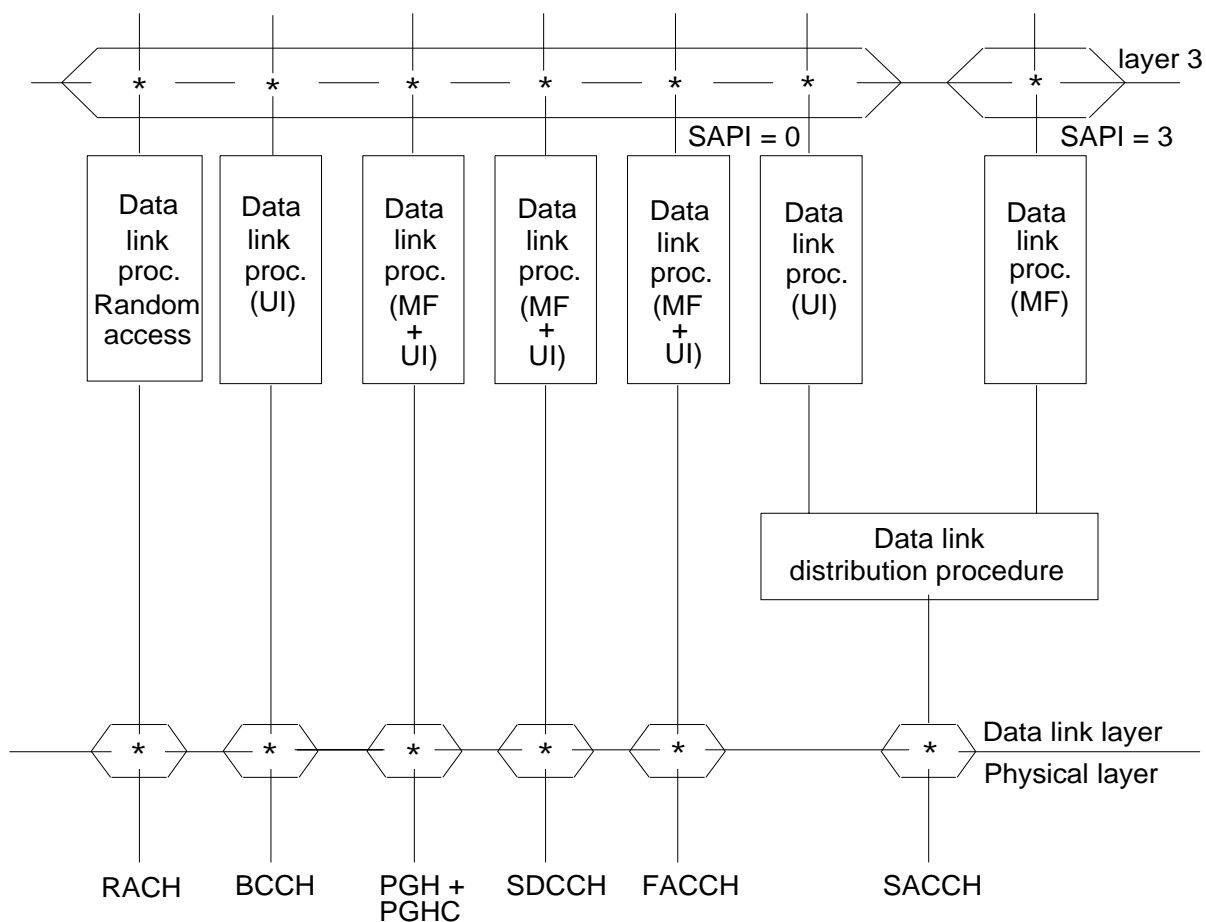 * * * * * * *
layer 3
SAPI = 0
SAPI = 3
Data
link
proc.
Random
access
Data
link
proc.
(UI)
Data
link
proc.
(MF
+
UI)
Data
link
proc.
(MF
+
UI)
Data
link
proc.
(MF
+
UI)
Data
link
proc.
(UI)
Data
link
proc.
(MF)
Data link
distribution procedure
* * * * * *
Data link layer
Physical layer
RACH
BCCH
PGH +
PGHC
SDCCH
FACCH
SACCH